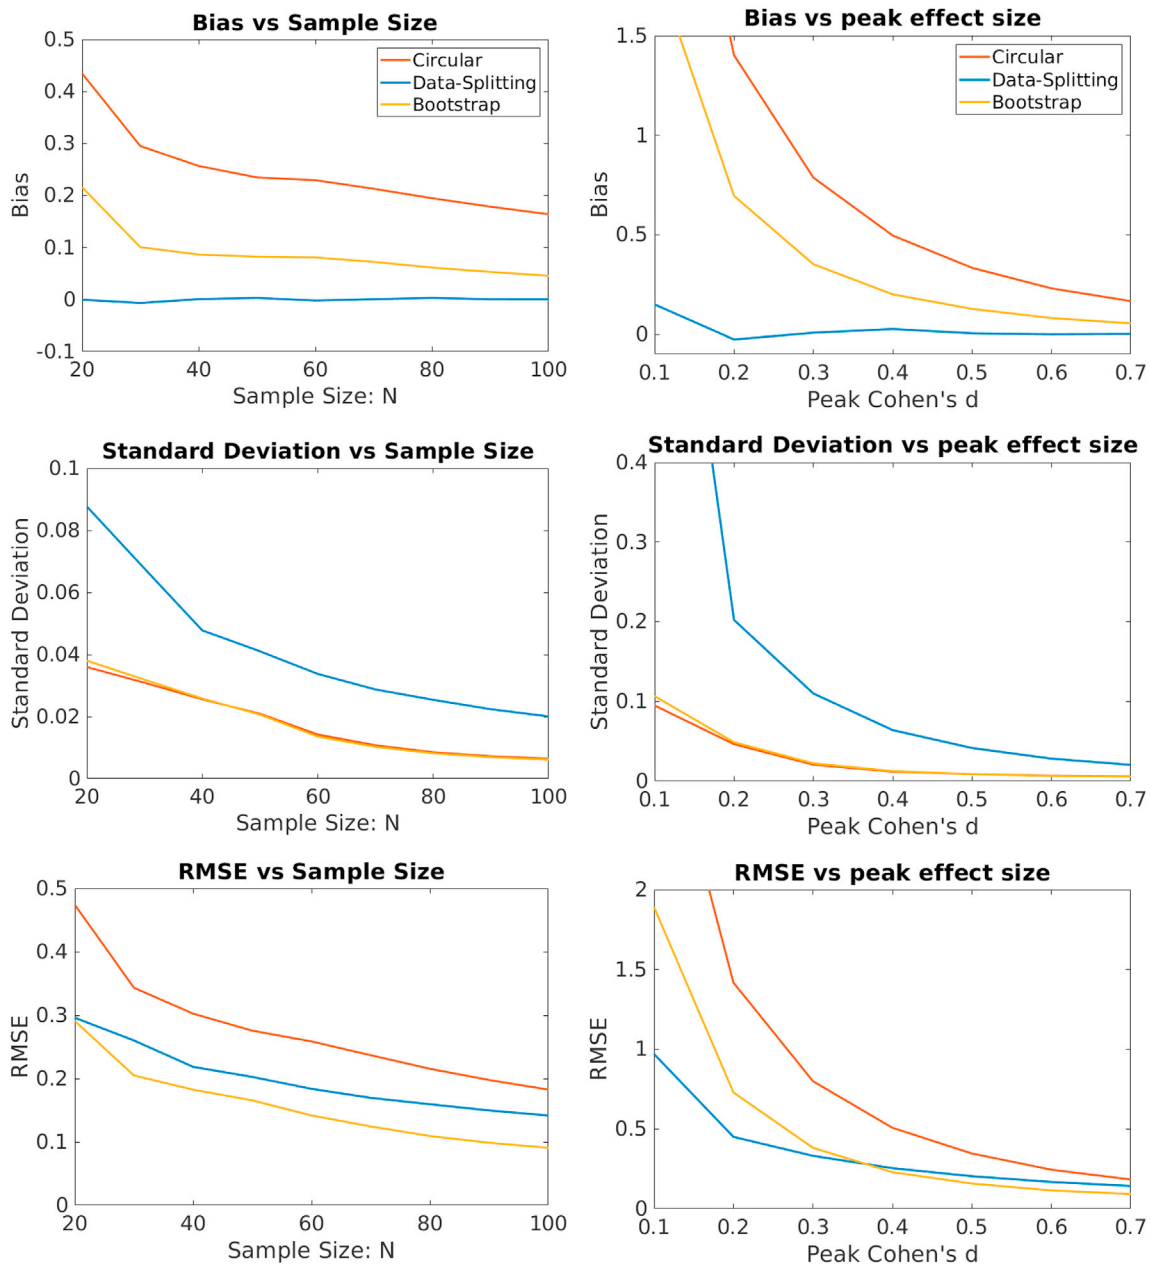 Bias vs Sample Size
0.5
0.4
0.3
0.2
0.1
0
-0.1
Bias
Circular
Data-Splitting
Bootstrap
20 40 60 80 100
Sample Size: N
Bias vs peak effect size
1.5
1
0.5
0
Bias
Circular
Data-Splitting
Bootstrap
0.1 0.2 0.3 0.4 0.5 0.6 0.7
Peak Cohen's d
Standard Deviation vs Sample Size
0.1
0.08
0.06
0.04
0.02
0
Standard Deviation
20 40 60 80 100
Sample Size: N
Standard Deviation vs peak effect size
0.4
0.3
0.2
0.1
0
Standard Deviation
0.1 0.2 0.3 0.4 0.5 0.6 0.7
Peak Cohen's d
RMSE vs Sample Size
0.5
0.4
0.3
0.2
0.1
0
RMSE
20 40 60 80 100
Sample Size: N
RMSE vs peak effect size
2
1.5
1
0.5
0
RMSE
0.1 0.2 0.3 0.4 0.5 0.6 0.7
Peak Cohen's d